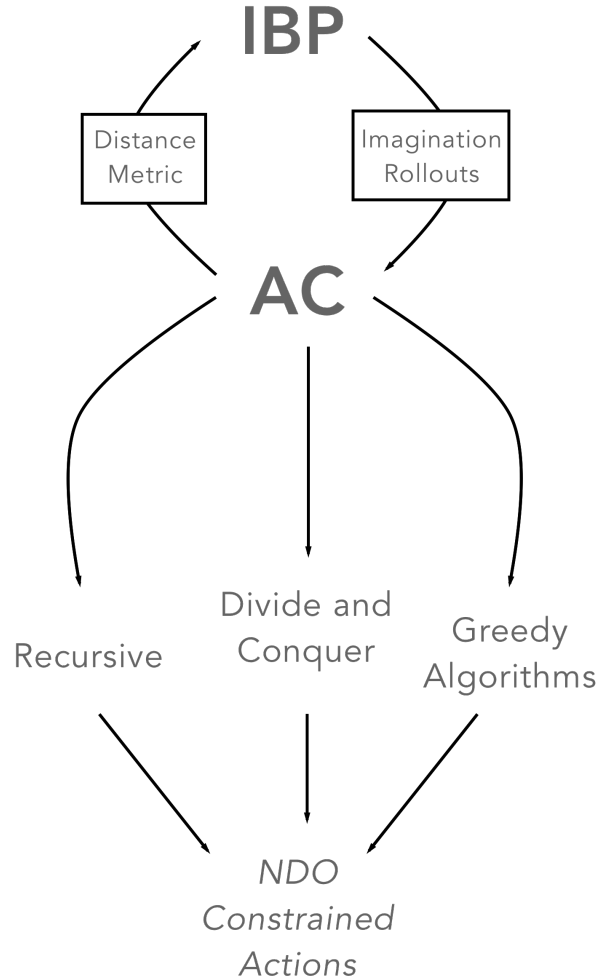 IBP
Distance
Metric
Imagination
Rollouts
AC
Recursive
Divide and
Conquer
Greedy
Algorithms
NDO
Constrained
Actions